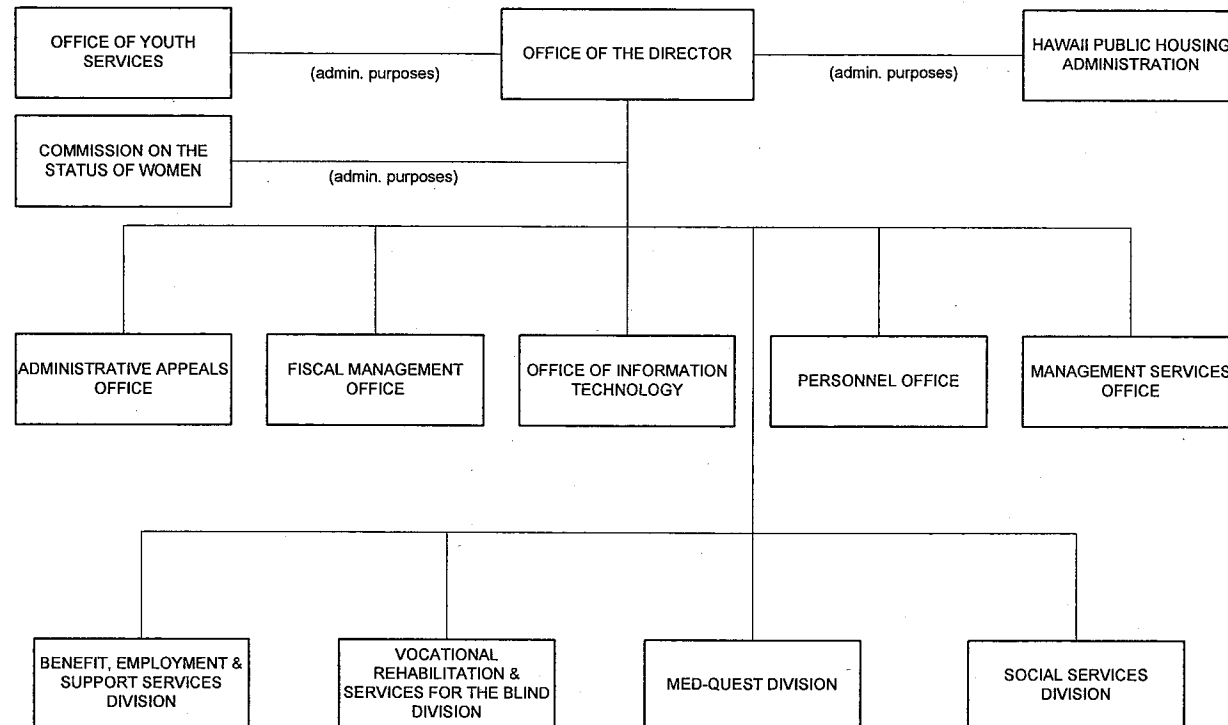 OFFICE OF YOUTH
SERVICES
(admin. purposes)
OFFICE OF THE DIRECTOR
(admin. purposes)
HAWAII PUBLIC HOUSING
ADMINISTRATION
COMMISSION ON THE
STATUS OF WOMEN
(admin. purposes)
ADMINISTRATIVE APPEALS
OFFICE
FISCAL MANAGEMENT
OFFICE
OFFICE OF INFORMATION
TECHNOLOGY
PERSONNEL OFFICE
MANAGEMENT SERVICES
OFFICE
BENEFIT, EMPLOYMENT &
SUPPORT SERVICES
DIVISION
VOCATIONAL
REHABILITATION &
SERVICES FOR THE BLIND
DIVISION
MED-QUEST DIVISION
SOCIAL SERVICES
DIVISION